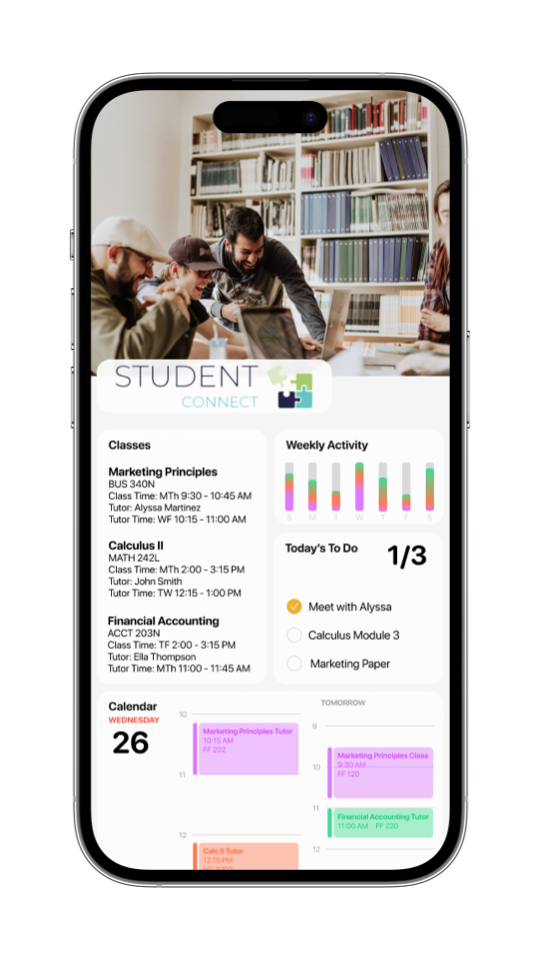 STUDENT
CONNECT
Classes
Marketing Principles
BUS 340N
Class Time: MTh 9:30 - 10:45 AM
Tutor: Alyssa Martinez
Tutor Time: WF 10:15 - 11:00 AM
Calculus II
MATH 242L
Class Time: MTh 2:00 - 3:15 PM
Tutor: John Smith
Tutor Time: TW 12:15 - 1:00 PM
Financial Accounting
ACCT 203N
Class Time: TF 2:00 - 3:15 PM
Tutor: Ella Thompson
Tutor Time: MTh 11:00 - 11:45 AM
Weekly Activity
S M T W T F S
Today's To Do
1/3
Meet with Alyssa
Calculus Module 3
Marketing Paper
Calendar
WEDNESDAY
26
10
Marketing Principles Tutor
10:15 AM
FF 202
11
12
Calc II Tutor
12:15 PM
TOMORROW
9
Marketing Principles Class
9:30 AM
10
FF 120
11
Financial Accounting Tutor
11:00 AM FF 220
12